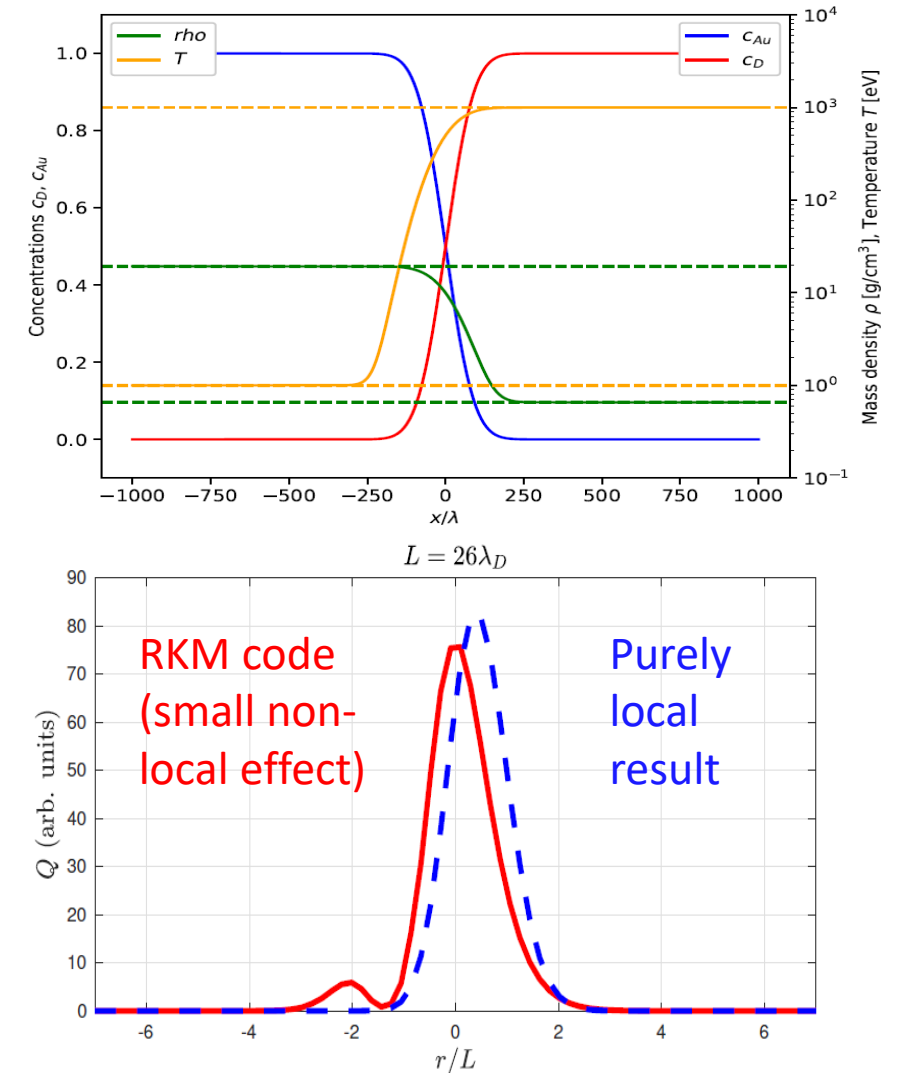 rho
T
c_Au
c_D
Concentrations c_D, c_Au
1.0
0.8
0.6
0.4
0.2
0.0
10^4
10^3
10^2
10^1
10^0
10^−1
Mass density ρ [g/cm^3], Temperature T [eV]
−1000 −750 −500 −250 0 250 500 750 1000
x/λ
L = 26λ_D
RKM code
(small non-
local effect)
Purely
local
result
Q (arb. units)
90
80
70
60
50
40
30
20
10
0
-6 -4 -2 0 2 4 6
r/L